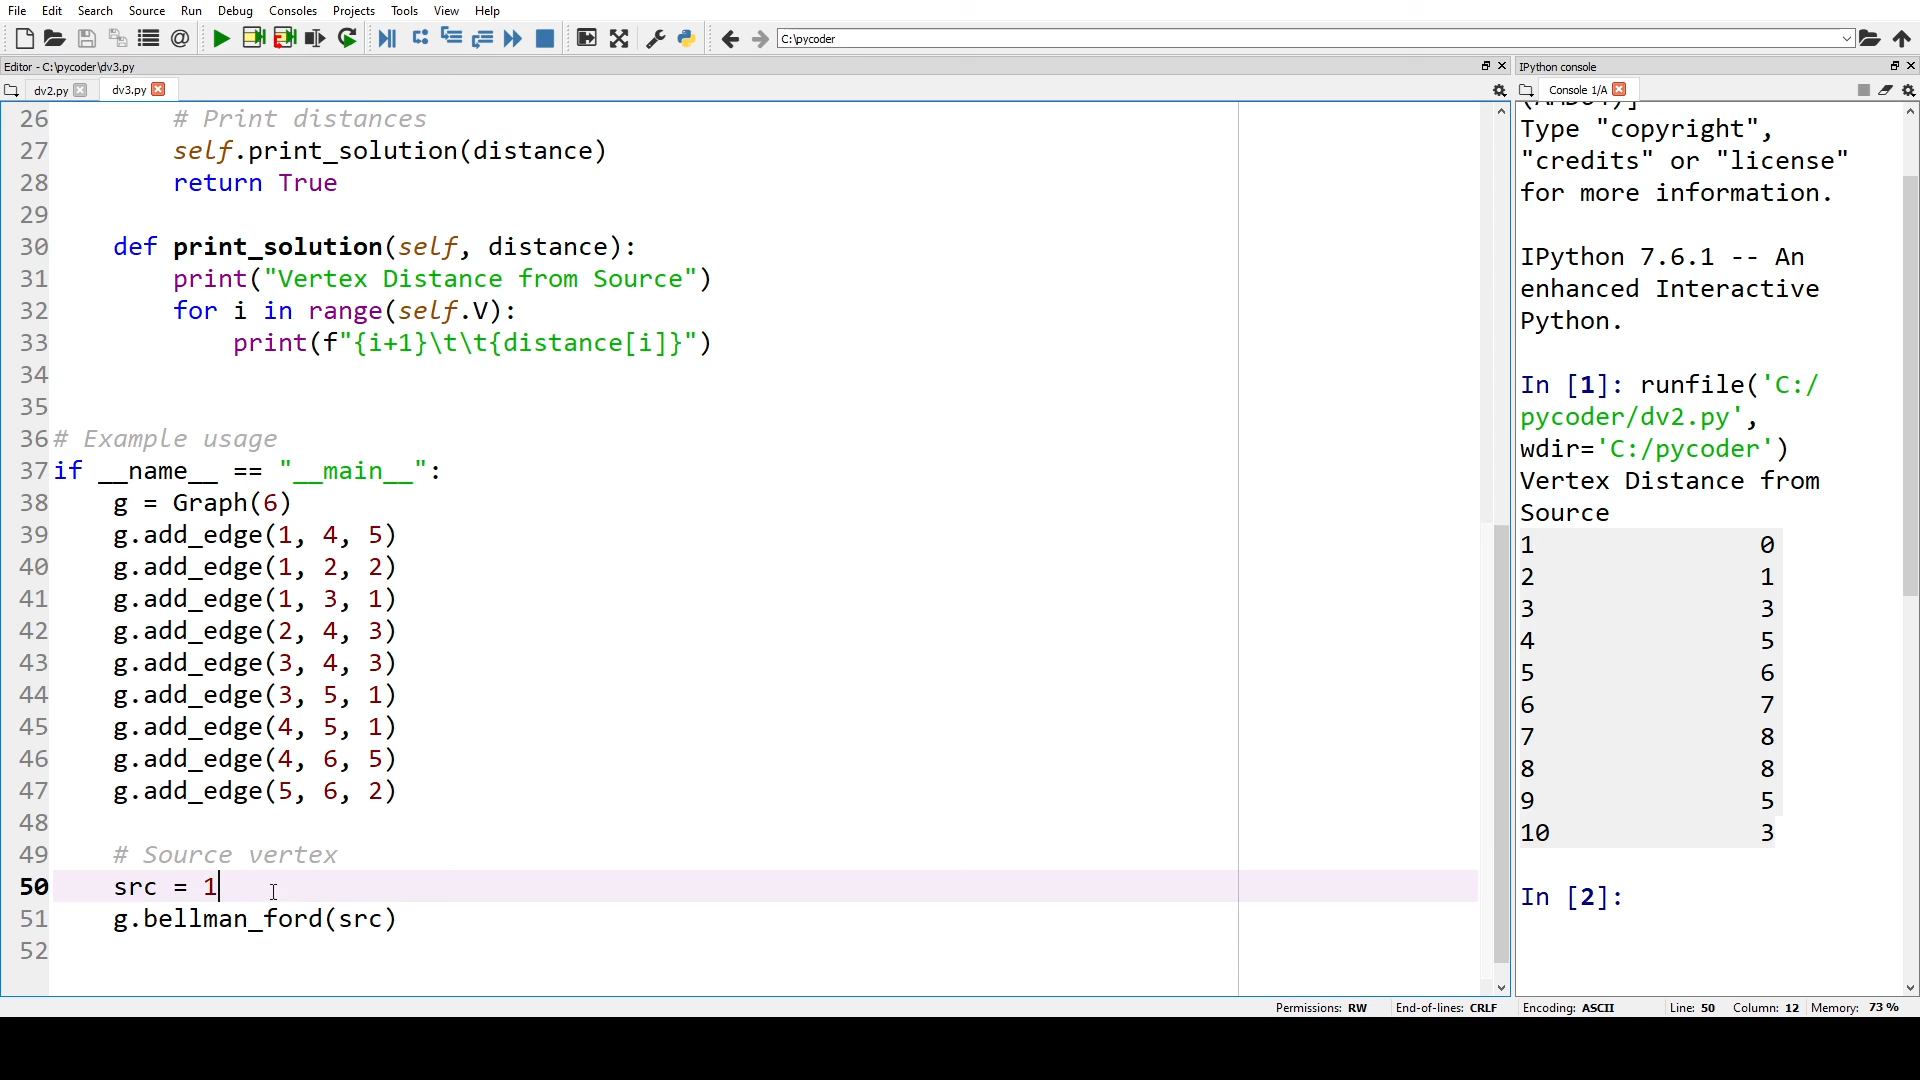 File Edit Search Source Run Debug Consoles Projects Tools View Help
C:\pycoder
Editor - C:\pycoder\dv3.py
IPython console
dv2.py dv3.py
Console 1/A
26 # Print distances
27 self.print_solution(distance)
28 return True
29
30 def print_solution(self, distance):
31 print("Vertex Distance from Source")
32 for i in range(self.V):
33 print(f"{i+1}\t\t{distance[i]}")
34
35
36 # Example usage
37 if __name__ == "__main__":
38 g = Graph(6)
39 g.add_edge(1, 4, 5)
40 g.add_edge(1, 2, 2)
41 g.add_edge(1, 3, 1)
42 g.add_edge(2, 4, 3)
43 g.add_edge(3, 4, 3)
44 g.add_edge(3, 5, 1)
45 g.add_edge(4, 5, 1)
46 g.add_edge(4, 6, 5)
47 g.add_edge(5, 6, 2)
48
49 # Source vertex
50 src = 1
51 g.bellman_ford(src)
52
Type "copyright",
"credits" or "license"
for more information.
IPython 7.6.1 -- An
enhanced Interactive
Python.
In [1]: runfile('C:/
pycoder/dv2.py',
wdir='C:/pycoder')
Vertex Distance from
Source
1 0
2 1
3 3
4 5
5 6
6 7
7 8
8 8
9 5
10 3
In [2]:
Permissions: RW End-of-lines: CRLF Encoding: ASCII Line: 50 Column: 12 Memory: 73 %